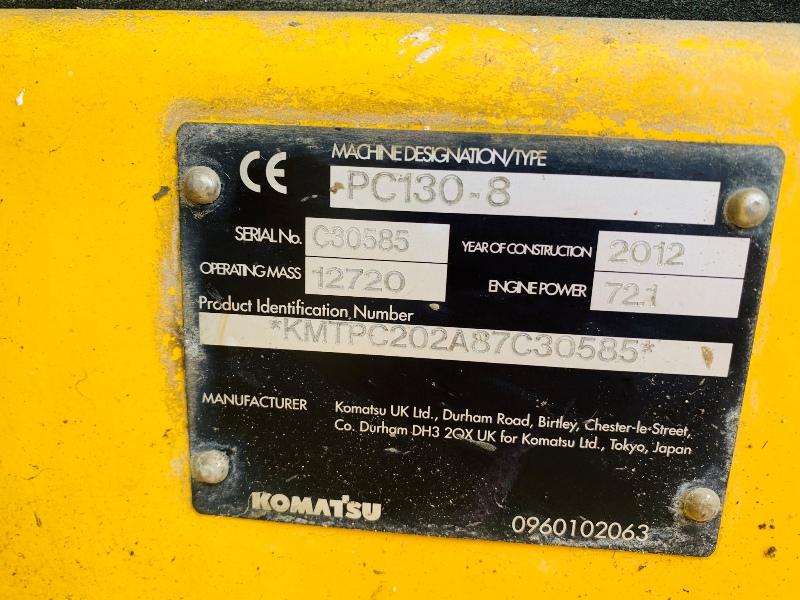 CE MACHINE DESIGNATION/TYPE
PC130-8
SERIAL No. C30585 YEAR OF CONSTRUCTION 2012
OPERATING MASS 12720 ENGINE POWER 72.1
Product Identification Number
*KMTPC202A87C30585*
MANUFACTURER Komatsu UK Ltd., Durham Road, Birtley, Chester-le-Street,
Co. Durham DH3 2QX UK for Komatsu Ltd., Tokyo, Japan
KOMATSU 0960102063